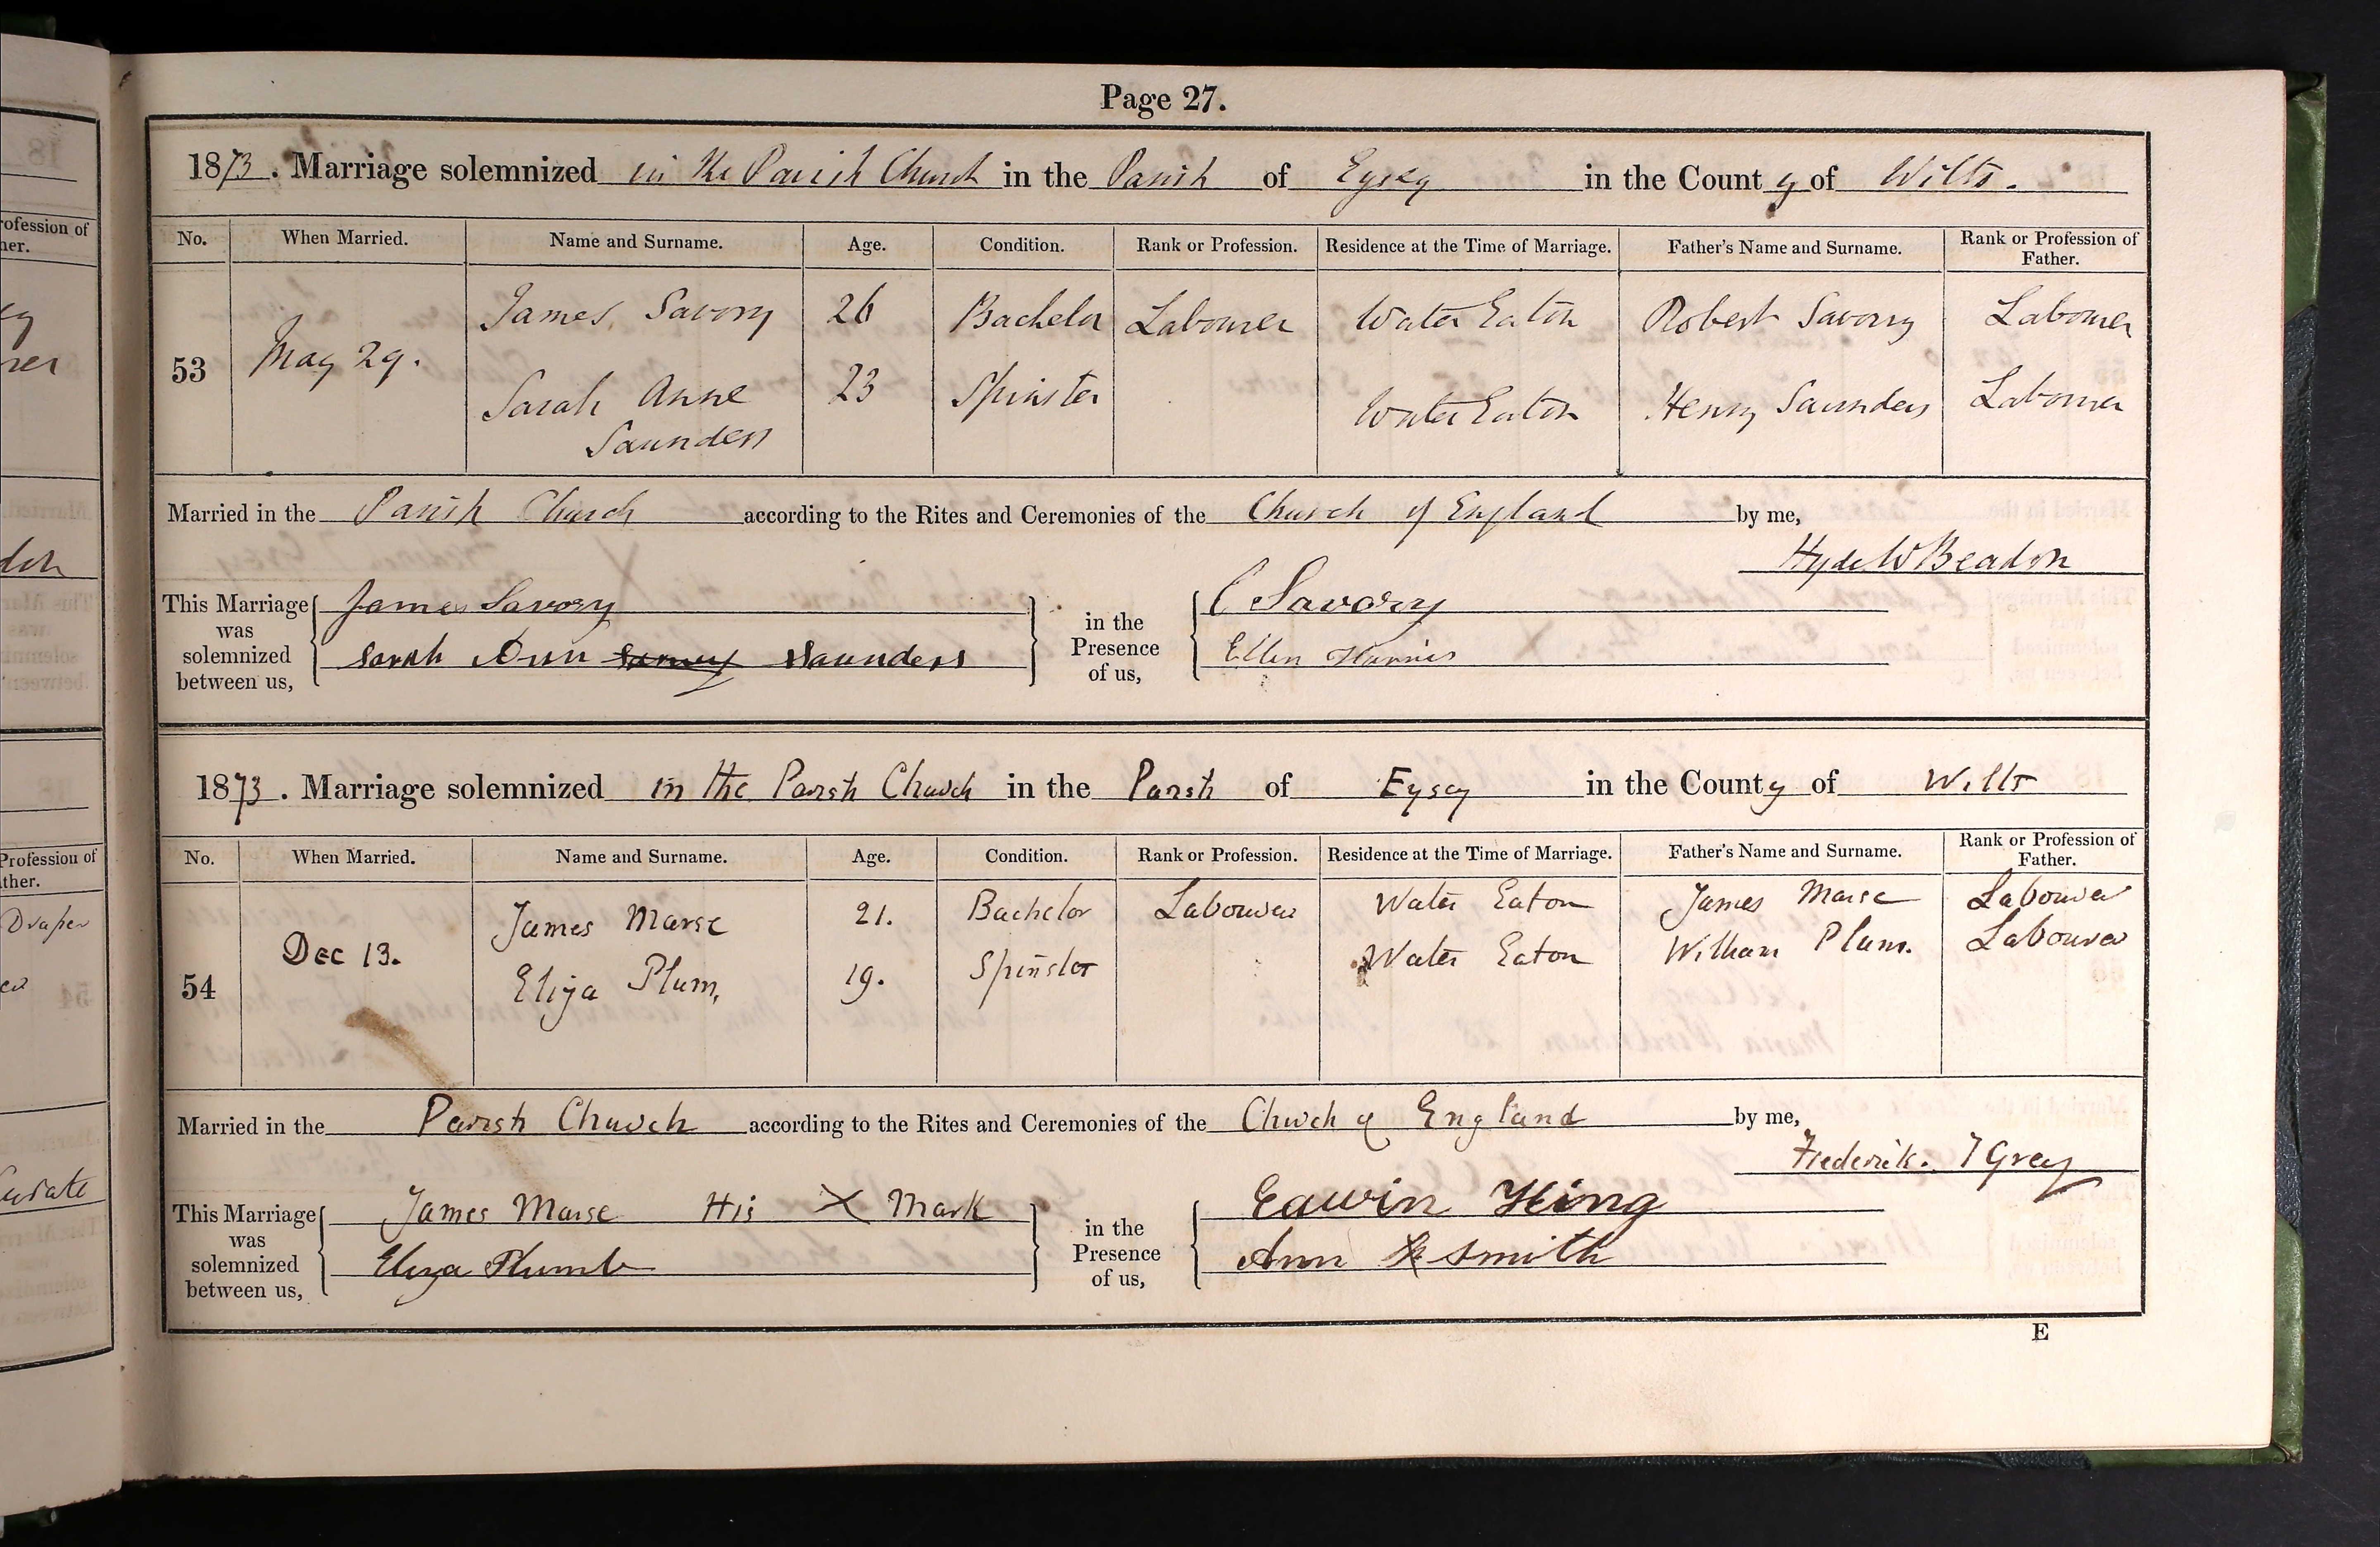 Page 27.
1873. Marriage solemnized in the Parish Church in the Parish of Eysey in the County of Wilts.
No. When Married. Name and Surname. Age. Condition. Rank or Profession. Residence at the Time of Marriage. Father's Name and Surname. Rank or Profession of Father.
53 May 29. James Savory 26 Bachelor Labourer Water Eaton Robert Savory Labourer
Sarah Anne Saunders 23 Spinster Water Eaton Henry Saunders Labourer
Married in the Parish Church according to the Rites and Ceremonies of the Church of England by me,
Hyde W Beadon
This Marriage was solemnized between us, James Savory
Sarah Ann Savory Saunders
in the Presence of us, C Savory
Ellen Harris
1873. Marriage solemnized in the Parish Church in the Parish of Eysey in the County of Wilts
No. When Married. Name and Surname. Age. Condition. Rank or Profession. Residence at the Time of Marriage. Father's Name and Surname. Rank or Profession of Father.
54 Dec 13. James Marse 21. Bachelor Labourer Water Eaton James Marse Labourer
Eliza Plum, 19. Spinster Water Eaton William Plum. Labourer
Married in the Parish Church according to the Rites and Ceremonies of the Church of England by me,
Frederick. T Grey
This Marriage was solemnized between us, James Marse His X Mark
Eliza Plumb
in the Presence of us, Edwin King
Ann Smith
E
rofession of
her.
Profession of
ther.
Draper
urate